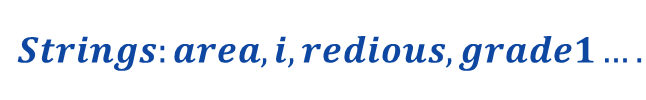 Strings: area, i, redious, grade1 ... .